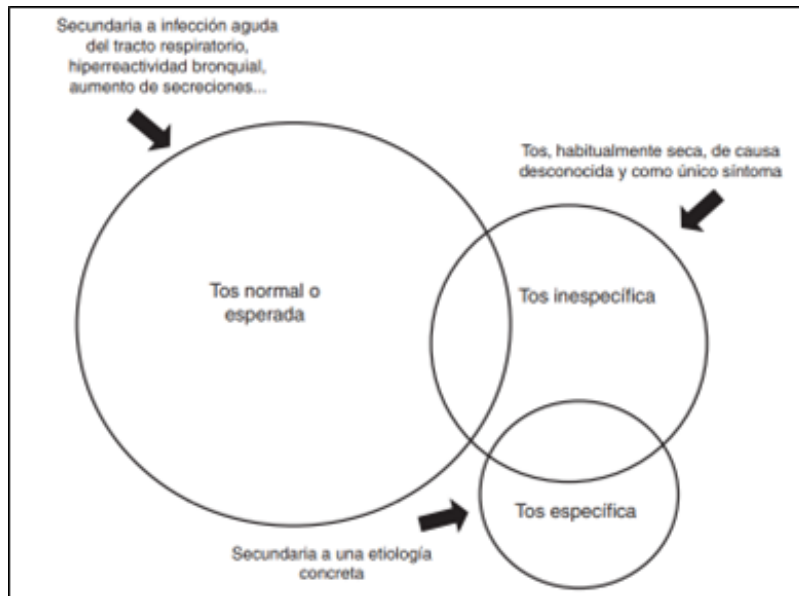 Secundaria a infección aguda
del tracto respiratorio,
hiperreactividad bronquial,
aumento de secreciones...
Tos, habitualmente seca, de causa
desconocida y como único síntoma
Tos normal o
esperada
Tos inespecífica
Tos específica
Secundaria a una etiología
concreta